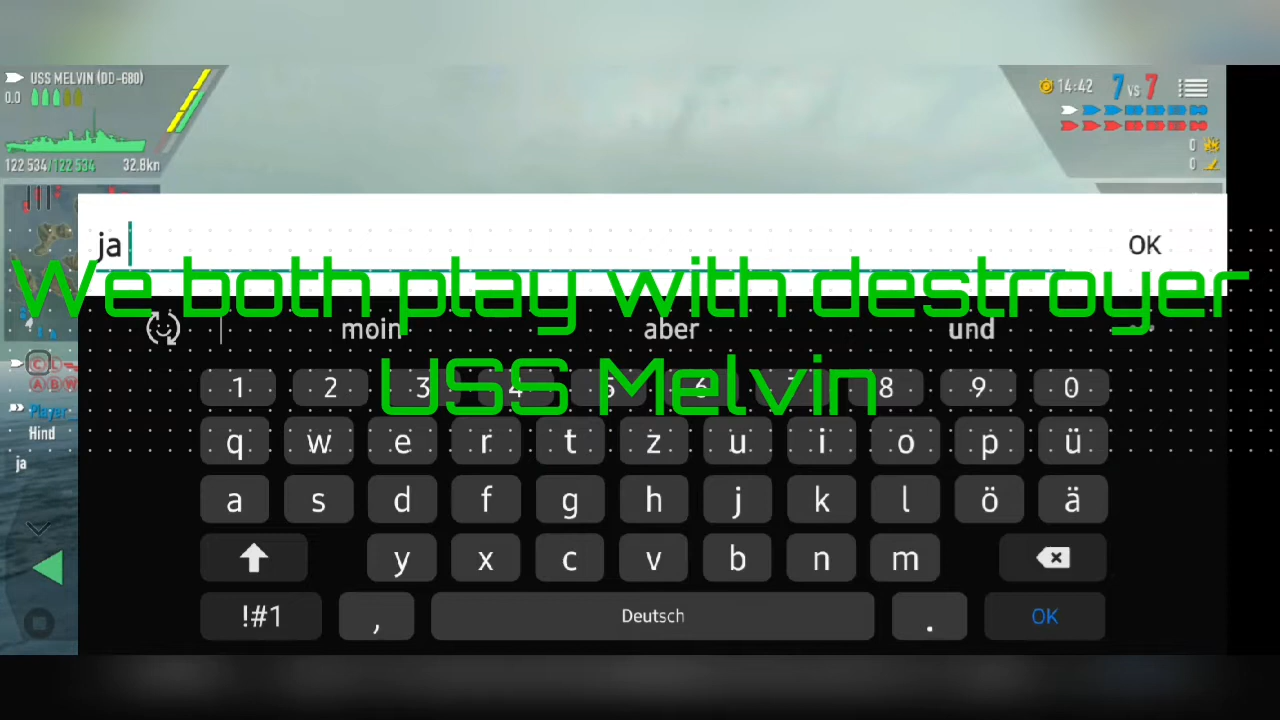 USS MELVIN (DD-680)
0.0
122 534/122 534 32.8kn
14:42 7 VS 7
0
0
ja OK
We both play with destroyer
USS Melvin
moin aber und
1 2 3 4 5 6 7 8 9 0
q w e r t z u i o p ü
a s d f g h j k l ö ä
y x c v b n m
!#1 , Deutsch . OK
C L
A B W
Player
Hind
ja